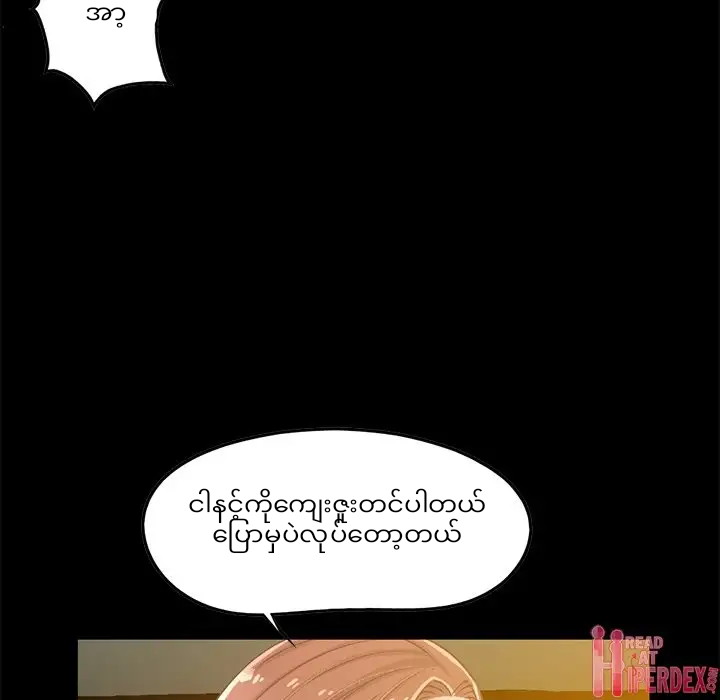 အာ့
ငါနင့်ကိုကျေးဇူးတင်ပါတယ်
ပြောမှပဲလုပ်တော့တယ်
READ
AT
HIPERDEX.COM